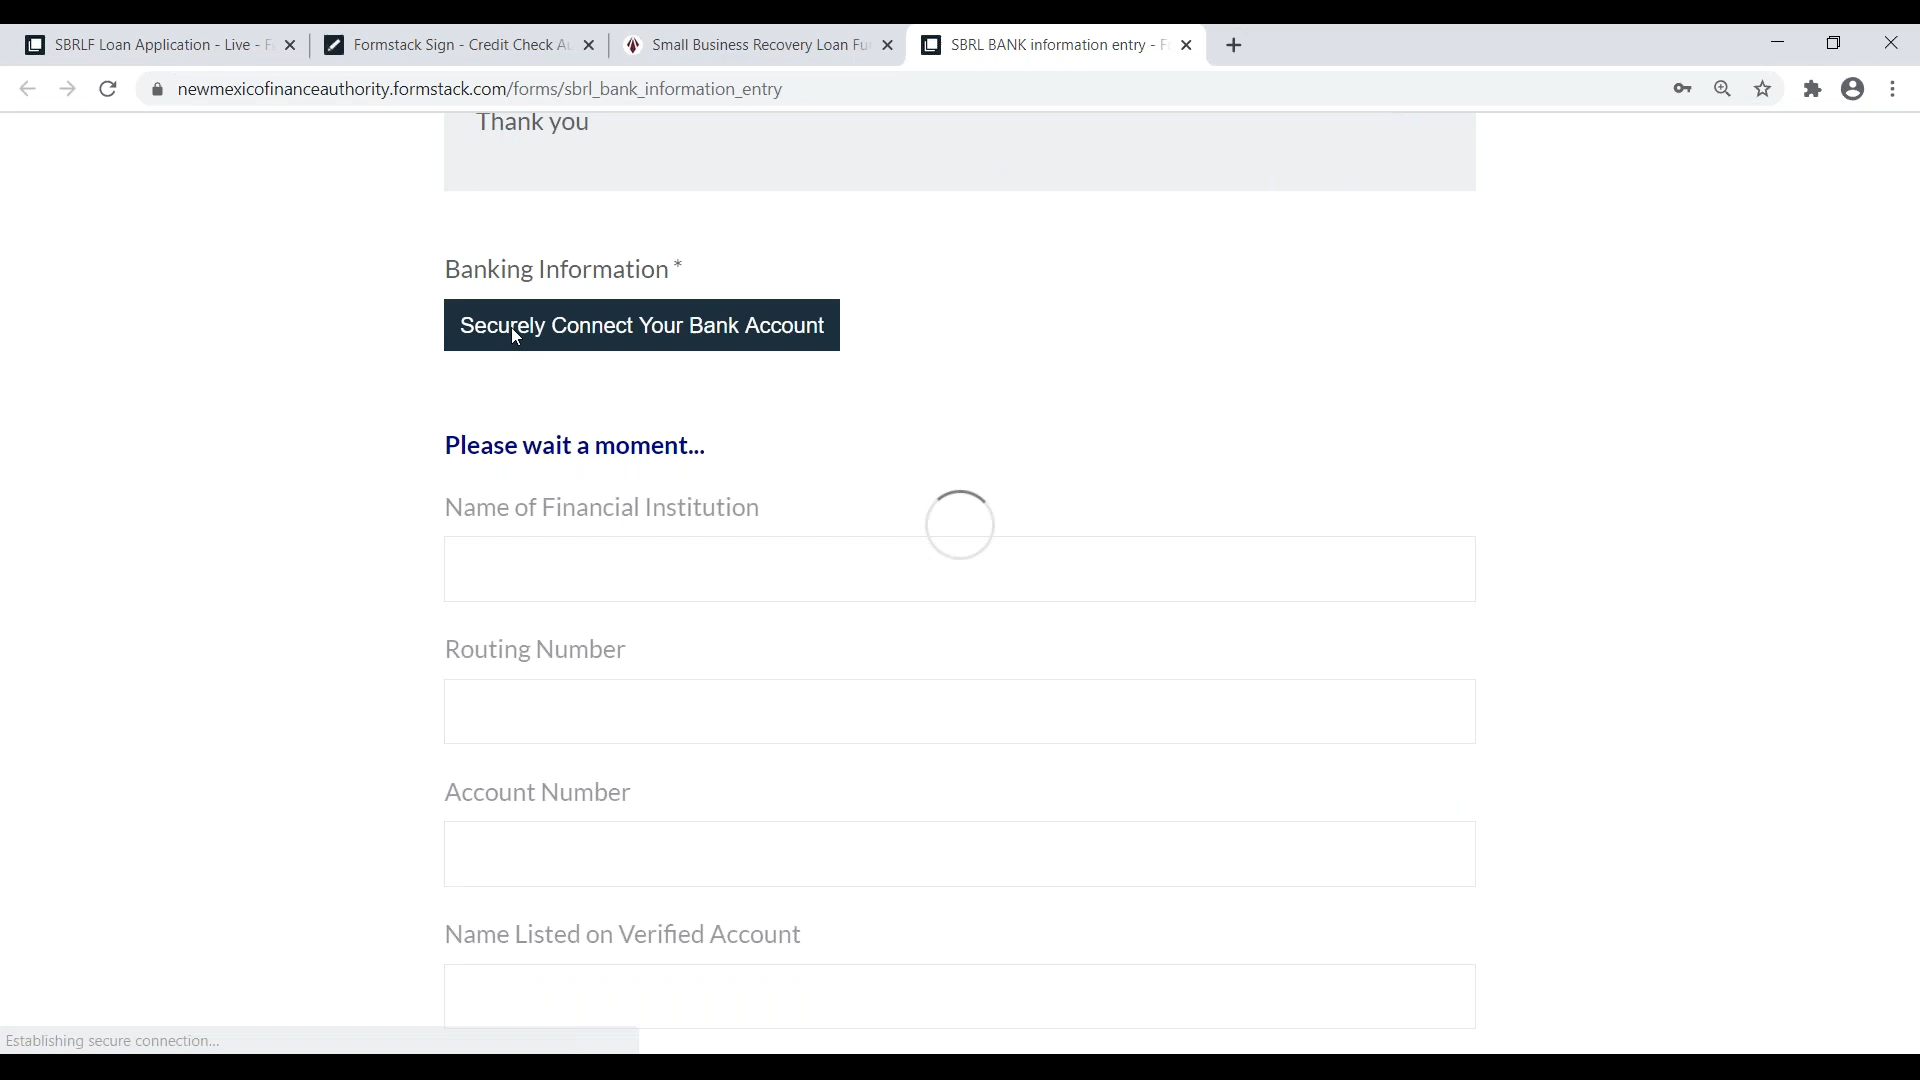 SBRLF Loan Application - Live - F
Formstack Sign - Credit Check Au
Small Business Recovery Loan Fu
SBRL BANK information entry - Fo
newmexicofinanceauthority.formstack.com/forms/sbrl_bank_information_entry
Thank you
Banking Information *
Securely Connect Your Bank Account
Please wait a moment...
Name of Financial Institution
Routing Number
Account Number
Name Listed on Verified Account
Establishing secure connection...